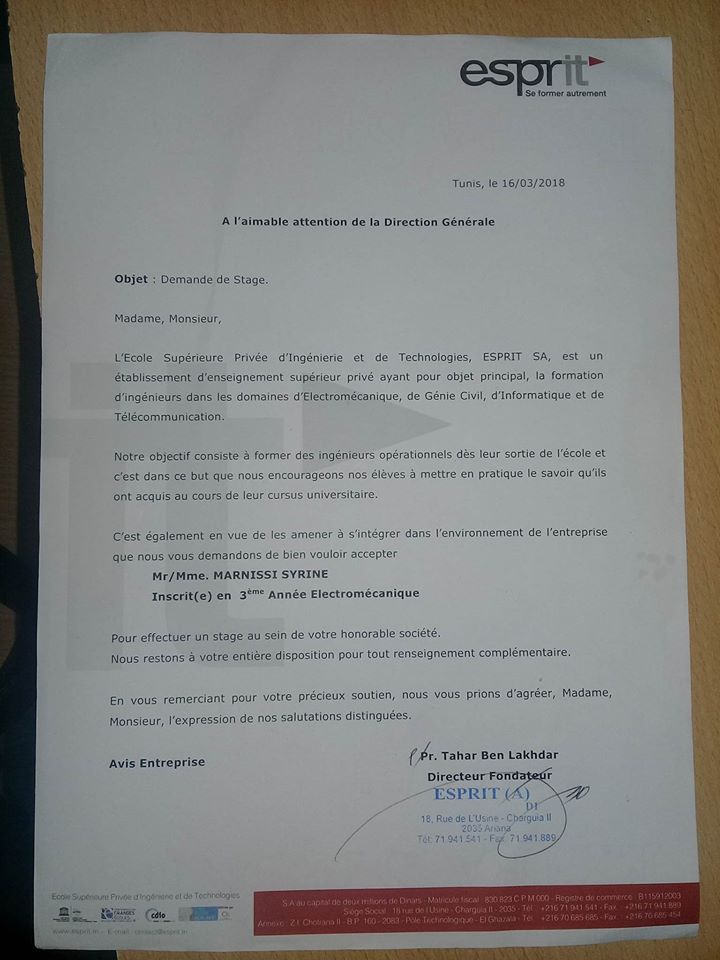 esprit
Se former autrement
Tunis, le 16/03/2018
A l'aimable attention de la Direction Générale
Objet : Demande de Stage.
Madame, Monsieur,
L'Ecole Supérieure Privée d'Ingénierie et de Technologies, ESPRIT SA, est un
établissement d'enseignement supérieur privé ayant pour objet principal, la formation
d'ingénieurs dans les domaines d'Electromécanique, de Génie Civil, d'Informatique et de
Télécommunication.
Notre objectif consiste à former des ingénieurs opérationnels dès leur sortie de l'école et
c'est dans ce but que nous encourageons nos élèves à mettre en pratique le savoir qu'ils
ont acquis au cours de leur cursus universitaire.
C'est également en vue de les amener à s'intégrer dans l'environnement de l'entreprise
que nous vous demandons de bien vouloir accepter
Mr/Mme. MARNISSI SYRINE
Inscrit(e) en 3ème Année Electromécanique
Pour effectuer un stage au sein de votre honorable société.
Nous restons à votre entière disposition pour tout renseignement complémentaire.
En vous remerciant pour votre précieux soutien, nous vous prions d'agréer, Madame,
Monsieur, l'expression de nos salutations distinguées.
Avis Entreprise
Pr. Tahar Ben Lakhdar
Directeur Fondateur
ESPRIT (A)
DI
18, Rue de L'Usine - Charguia II
2035 Ariana
Tél: 71.941.541 - Fax: 71.941.889
Ecole Supérieure Privée d'Ingénierie et de Technologies
www.esprit.tn - E-mail : contact@esprit.tn
S.A au capital de deux millions de Dinars - Matricule fiscal : 830 823 C P M 000 - Registre de commerce : B115912003
Siège Social : 18 rue de l'Usine - Charguia II - 2035 - Tél. : +216 71 941 541 - Fax. : +216 71 941 889
Annexe : Z.I. Chotrana II - B.P. 160 - 2083 - Pôle Technologique - El Ghazala - Tél. : +216 70 685 685 - Fax. : +216 70 685 454